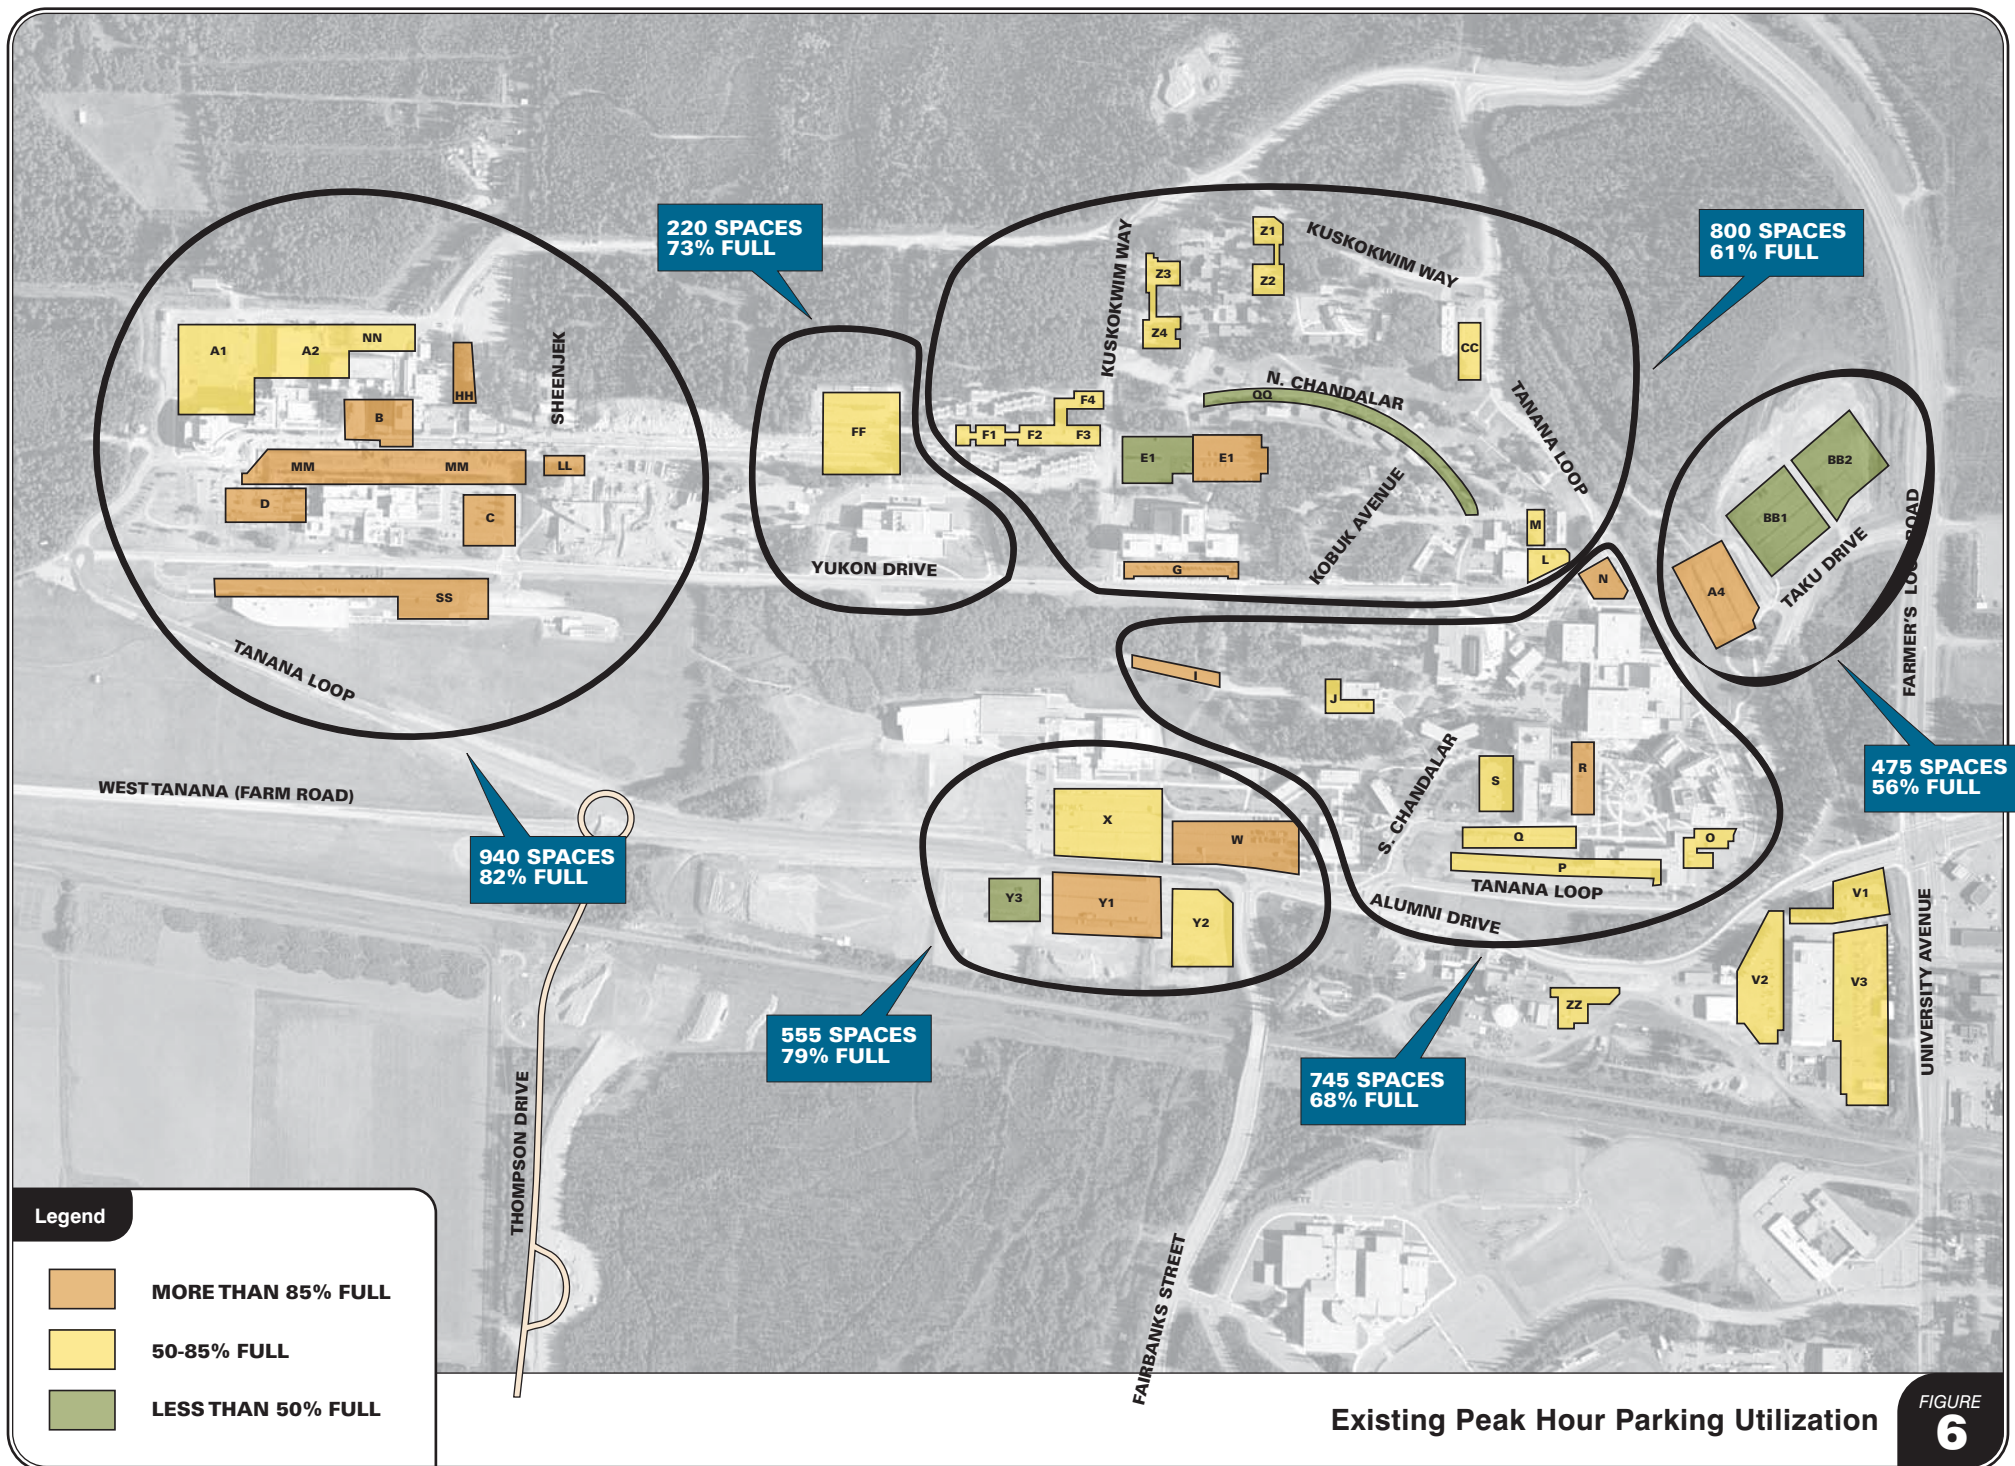 220 SPACES
73% FULL
800 SPACES
61% FULL
KUSKOKWIM WAY
KUSKOKWIM WAY
Z1
Z2
Z3
Z4
CC
A1
A2
NN
HH
B
SHEENJEK
MM
MM
LL
D
C
SS
TANANA LOOP
FF
YUKON DRIVE
F4
F1
F2
F3
N. CHANDALAR
QQ
E1
E1
KOBUK AVENUE
TANANA LOOP
G
M
L
N
BB2
BB1
A4
TAKU DRIVE
FARMER'S LOOP ROAD
475 SPACES
56% FULL
I
J
S. CHANDALAR
S
R
Q
P
O
TANANA LOOP
ALUMNI DRIVE
WEST TANANA (FARM ROAD)
940 SPACES
82% FULL
X
W
Y3
Y1
Y2
555 SPACES
79% FULL
745 SPACES
68% FULL
ZZ
V1
V2
V3
UNIVERSITY AVENUE
THOMPSON DRIVE
FAIRBANKS STREET
Legend
MORE THAN 85% FULL
50-85% FULL
LESS THAN 50% FULL
Existing Peak Hour Parking Utilization
FIGURE
6